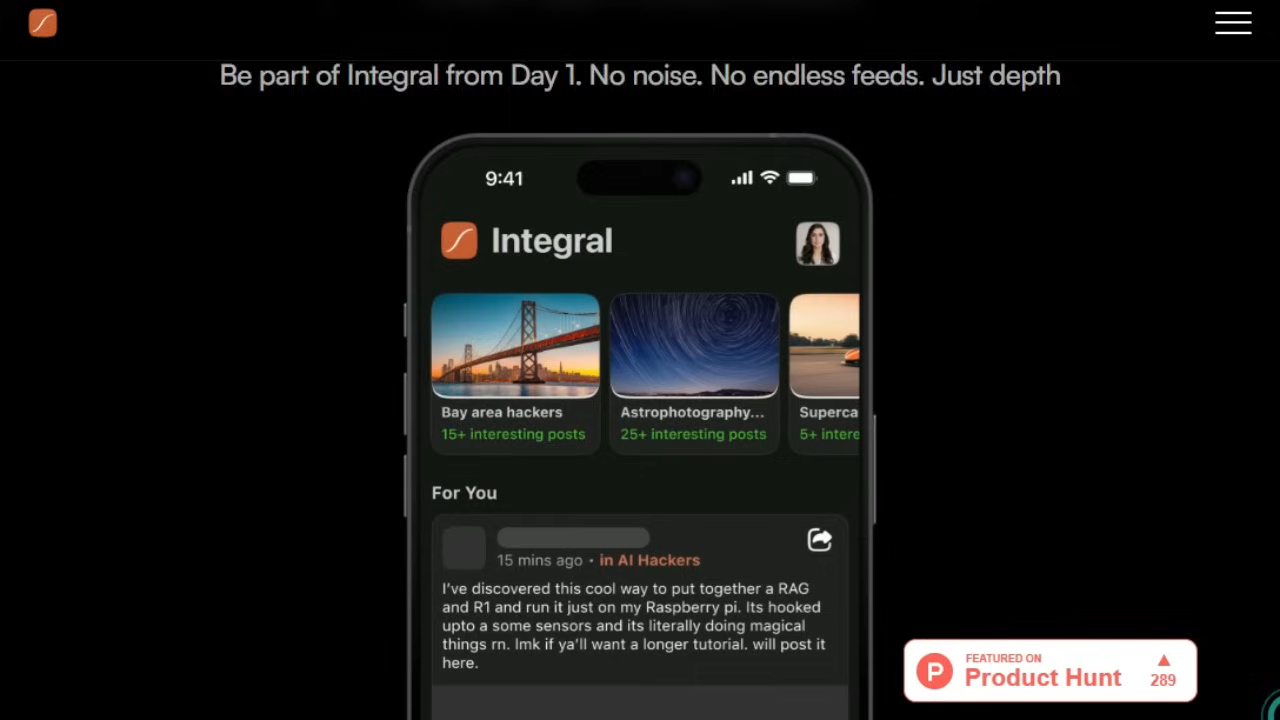 Be part of Integral from Day 1. No noise. No endless feeds. Just depth
9:41
Integral
Bay area hackers
15+ interesting posts
Astrophotography...
25+ interesting posts
Superca
5+ intere
For You
15 mins ago • in AI Hackers
I've discovered this cool way to put together a RAG
and R1 and run it just on my Raspberry pi. Its hooked
upto a some sensors and its literally doing magical
things rn. lmk if ya'll want a longer tutorial. will post it
here.
P
FEATURED ON
Product Hunt
▲
289